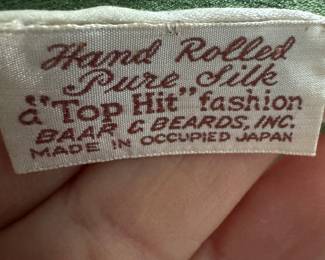 Hand Rolled
Pure Silk
a "Top Hit" fashion
BAAR & BEARDS, INC.
MADE IN OCCUPIED JAPAN